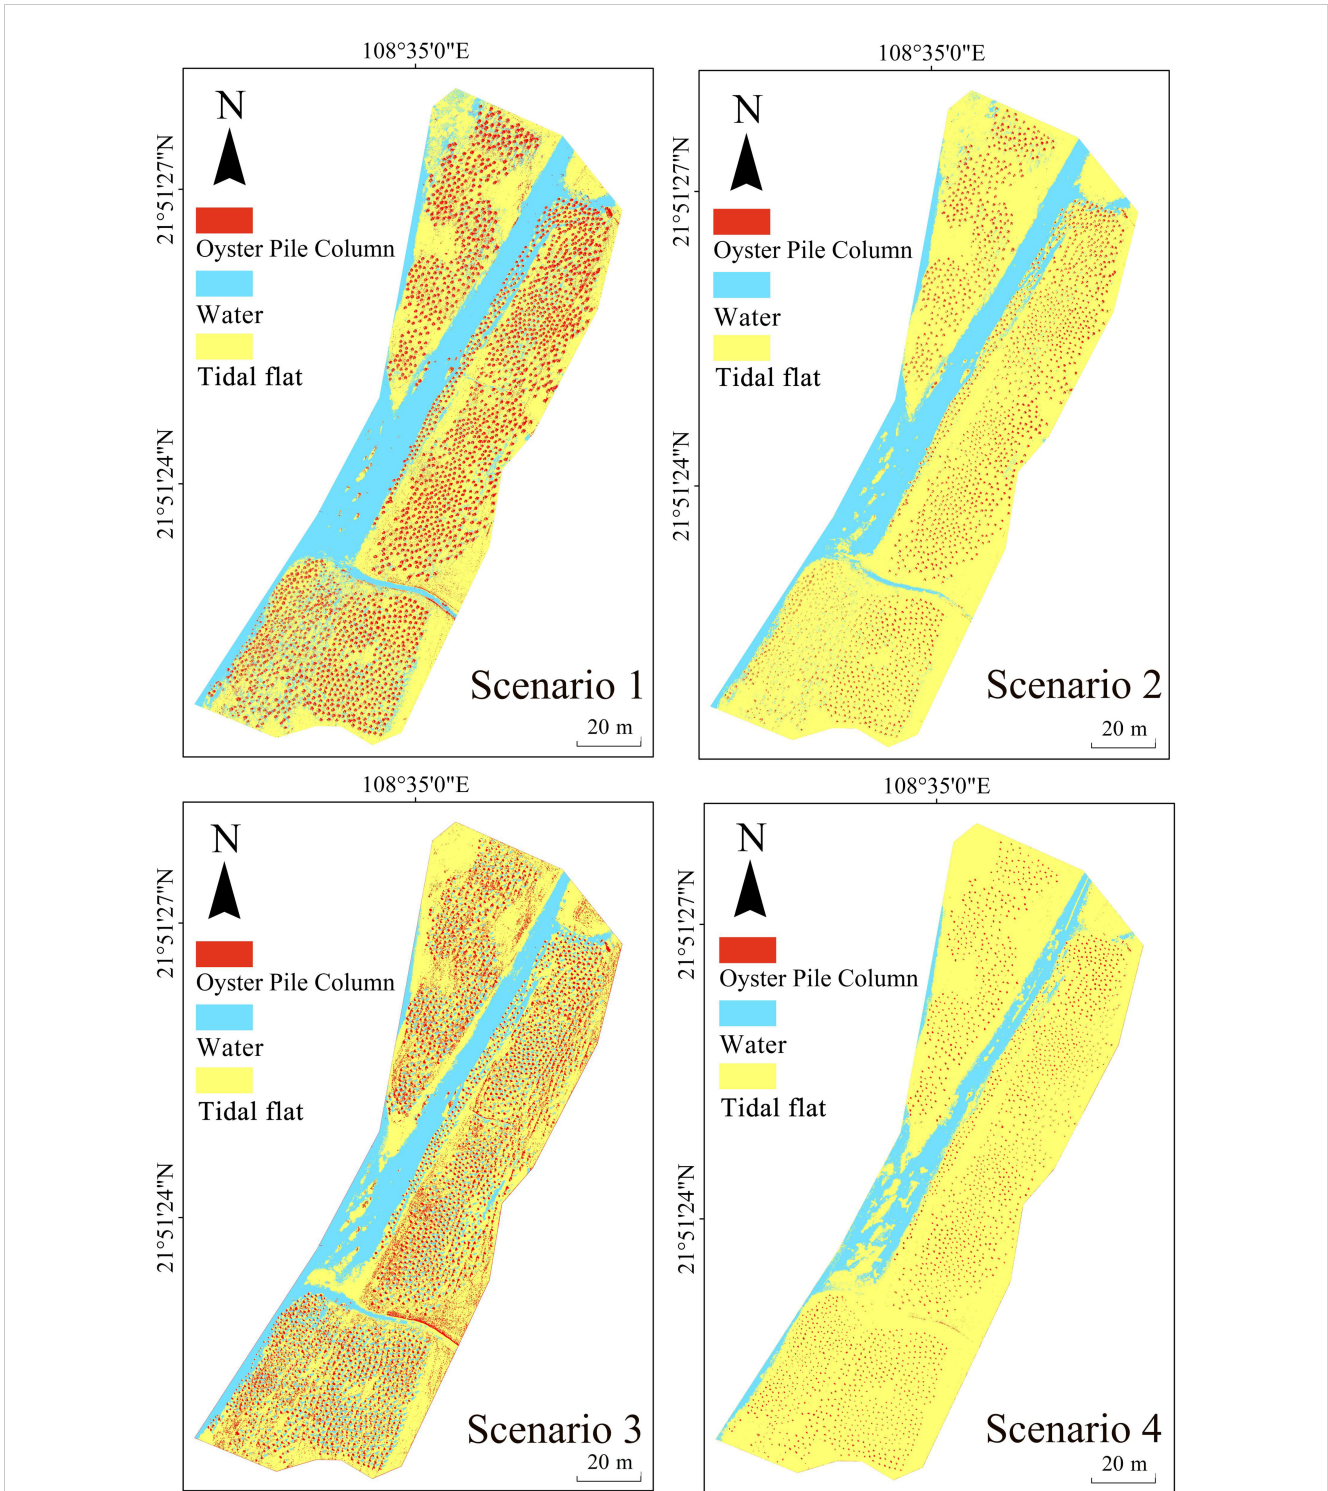 108°35'0"E
N
21°51'27"N
Oyster Pile Column
Water
Tidal flat
21°51'24"N
Scenario 1
20 m
108°35'0"E
N
21°51'27"N
Oyster Pile Column
Water
Tidal flat
21°51'24"N
Scenario 2
20 m
108°35'0"E
N
21°51'27"N
Oyster Pile Column
Water
Tidal flat
21°51'24"N
Scenario 3
20 m
108°35'0"E
N
21°51'27"N
Oyster Pile Column
Water
Tidal flat
21°51'24"N
Scenario 4
20 m